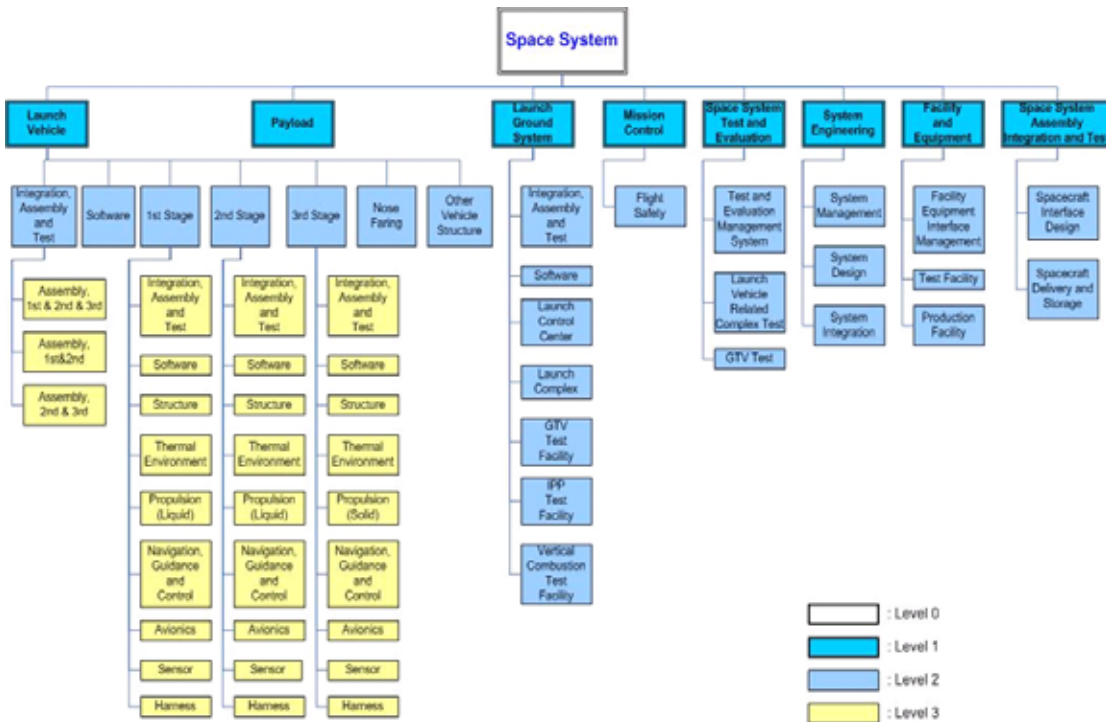 Space System
Launch
Vehicle
Payload
Launch
Ground
System
Mission
Control
Space System
Test and
Evaluation
System
Engineering
Facility
and
Equipment
Space System
Assembly
Integration and Test
Integration,
Assembly
and
Test
Software
1st Stage
2nd Stage
3rd Stage
Nose
Faring
Other
Vehicle
Structure
Integration,
Assembly
and
Test
Flight
Safety
Test and
Evaluation
Management
System
System
Management
Facility
Equipment
Interface
Management
Spacecraft
Interface
Design
Assembly,
1st & 2nd & 3rd
Assembly,
1st&2nd
Assembly,
2nd & 3rd
Integration,
Assembly
and
Test
Software
Structure
Thermal
Environment
Propulsion
(Liquid)
Navigation,
Guidance
and
Control
Avionics
Sensor
Harness
Integration,
Assembly
and
Test
Software
Structure
Thermal
Environment
Propulsion
(Liquid)
Navigation,
Guidance
and
Control
Avionics
Sensor
Harness
Integration,
Assembly
and
Test
Software
Structure
Thermal
Environment
Propulsion
(Solid)
Navigation,
Guidance
and
Control
Avionics
Sensor
Harness
Software
Launch
Control
Center
Launch
Complex
GTV
Test
Facility
IPP
Test
Facility
Vertical
Combustion
Test
Facility
Launch
Vehicle
Related
Complex Test
GTV Test
System
Design
System
Integration
Test Facility
Production
Facility
Spacecraft
Delivery and
Storage
: Level 0
: Level 1
: Level 2
: Level 3